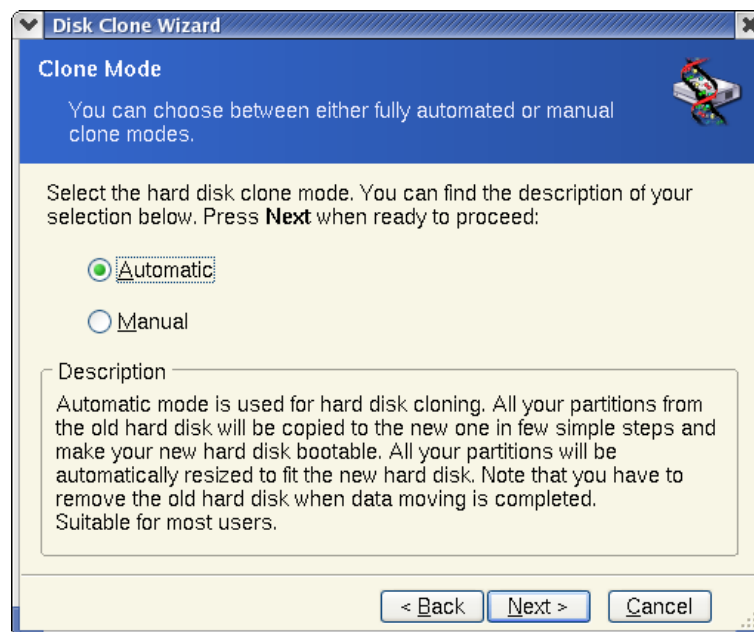 Disk Clone Wizard
Clone Mode
You can choose between either fully automated or manual
clone modes.
Select the hard disk clone mode. You can find the description of your
selection below. Press Next when ready to proceed:
Automatic
Manual
Description
Automatic mode is used for hard disk cloning. All your partitions from
the old hard disk will be copied to the new one in few simple steps and
make your new hard disk bootable. All your partitions will be
automatically resized to fit the new hard disk. Note that you have to
remove the old hard disk when data moving is completed.
Suitable for most users.
< Back Next > Cancel